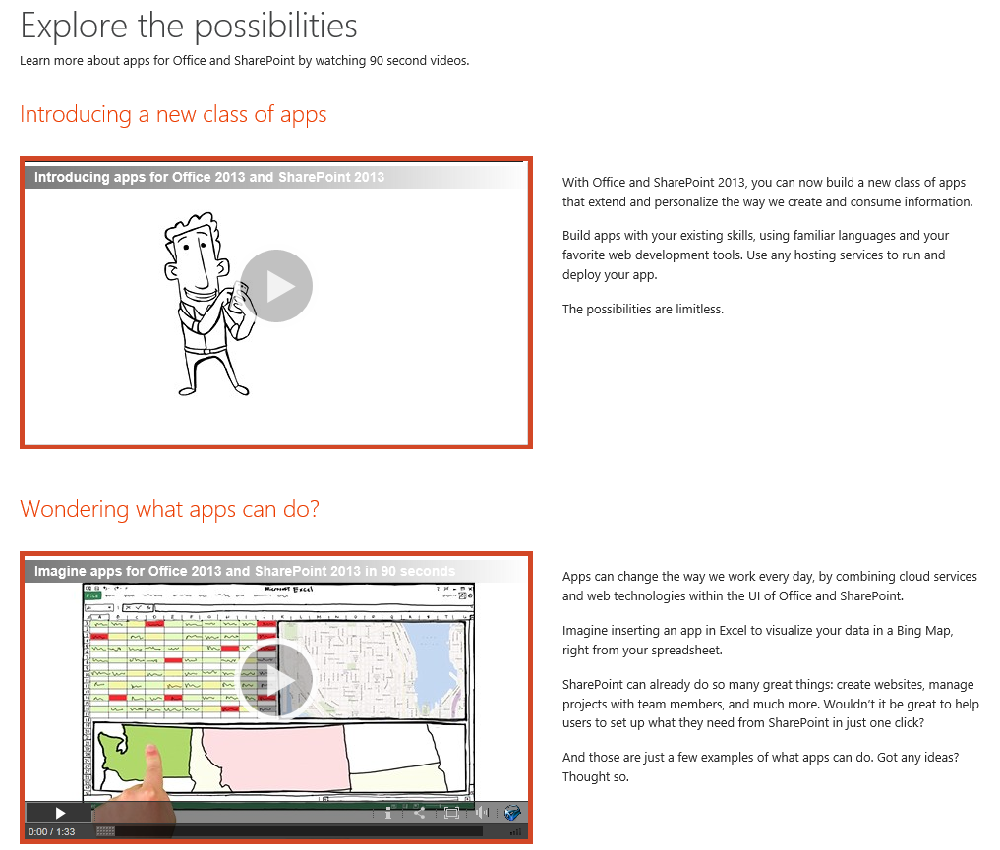 Explore the possibilities
Learn more about apps for Office and SharePoint by watching 90 second videos.
Introducing a new class of apps
Introducing apps for Office 2013 and SharePoint 2013
With Office and SharePoint 2013, you can now build a new class of apps
that extend and personalize the way we create and consume information.
Build apps with your existing skills, using familiar languages and your
favorite web development tools. Use any hosting services to run and
deploy your app.
The possibilities are limitless.
Wondering what apps can do?
Imagine apps for Office 2013 and SharePoint 2013 in 90 seconds
Microsoft Excel
FILE
0:00 / 1:33
Apps can change the way we work every day, by combining cloud services
and web technologies within the UI of Office and SharePoint.
Imagine inserting an app in Excel to visualize your data in a Bing Map,
right from your spreadsheet.
SharePoint can already do so many great things: create websites, manage
projects with team members, and much more. Wouldn't it be great to help
users to set up what they need from SharePoint in just one click?
And those are just a few examples of what apps can do. Got any ideas?
Thought so.